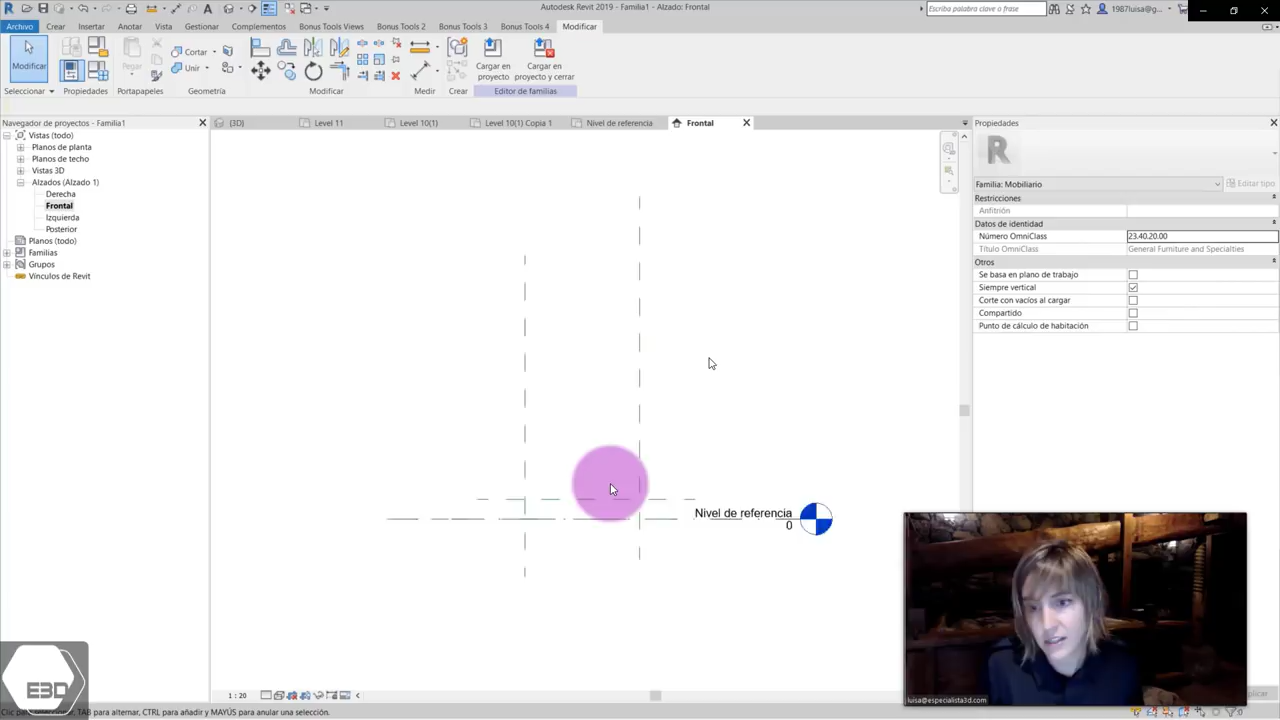 Autodesk Revit 2019 - Familia1 - Alzado: Frontal
Escriba palabra clave o frase
1987luisa@g...
Archivo Crear Insertar Anotar Vista Gestionar Complementos Bonus Tools Views Bonus Tools 2 Bonus Tools 3 Bonus Tools 4 Modificar
Modificar
Pegar
Cortar
Unir
Cargar en
proyecto
Cargar en
proyecto y cerrar
Seleccionar Propiedades Portapapeles Geometría Modificar Medir Crear Editor de familias
Navegador de proyectos - Familia1
{3D} Level 11 Level 10(1) Level 10(1) Copia 1 Nivel de referencia Frontal
Propiedades
Vistas (todo)
Planos de planta
Planos de techo
Vistas 3D
Alzados (Alzado 1)
Derecha
Frontal
Izquierda
Posterior
Planos (todo)
Familias
Grupos
Vínculos de Revit
Familia: Mobiliario
Editar tipo
Restricciones
Anfitrión
Datos de identidad
Número OmniClass 23.40.20.00
Título OmniClass General Furniture and Specialties
Otros
Se basa en plano de trabajo
Siempre vertical
Corte con vacíos al cargar
Compartido
Punto de cálculo de habitación
Nivel de referencia
0
E3D
1 : 20
luisa@especialista3d.com
plicar
Clic para seleccionar, TAB para alternar, CTRL para añadir y MAYÚS para anular una selección.
:0